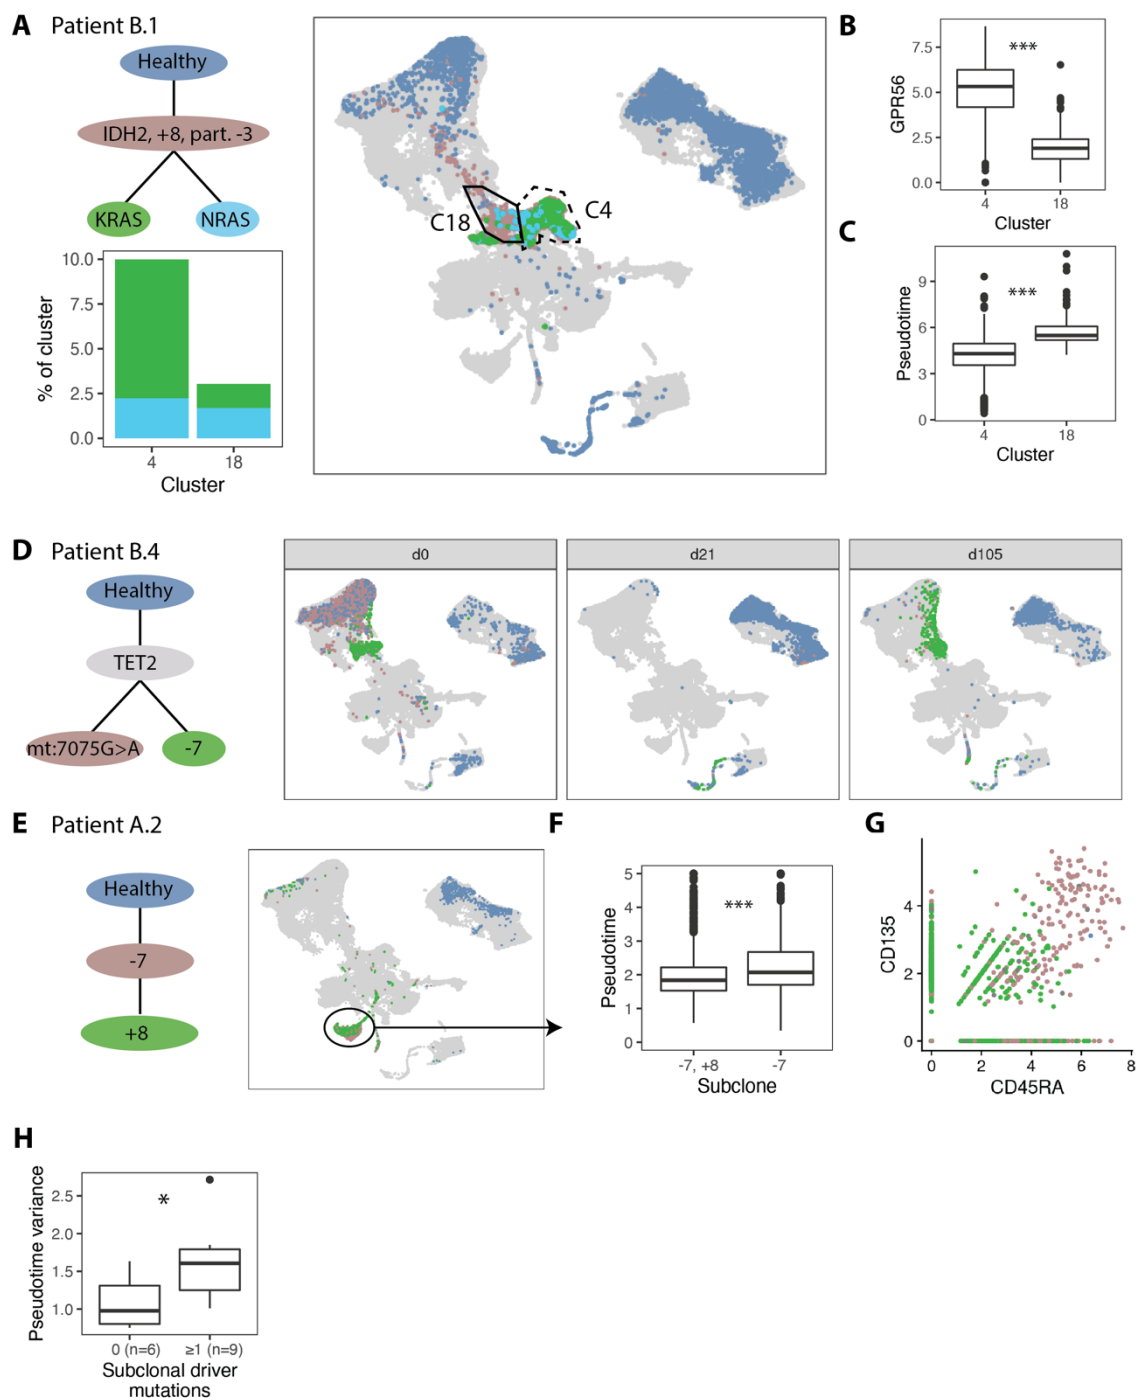 A Patient B.1
Healthy
IDH2, +8, part. -3
KRAS
NRAS
10.0
7.5
5.0
2.5
0.0
% of cluster
4
18
Cluster
C18
C4
B
7.5
5.0
2.5
0.0
GPR56
***
4
18
Cluster
C
9
6
3
0
Pseudotime
***
4
18
Cluster
D Patient B.4
Healthy
TET2
mt:7075G>A
-7
d0
d21
d105
E Patient A.2
Healthy
-7
+8
F
5
4
3
2
1
0
Pseudotime
***
-7, +8
-7
Subclone
G
4
2
0
CD135
0
2
4
6
8
CD45RA
H
2.5
2.0
1.5
1.0
Pseudotime variance
*
0 (n=6)
≥1 (n=9)
Subclonal driver
mutations